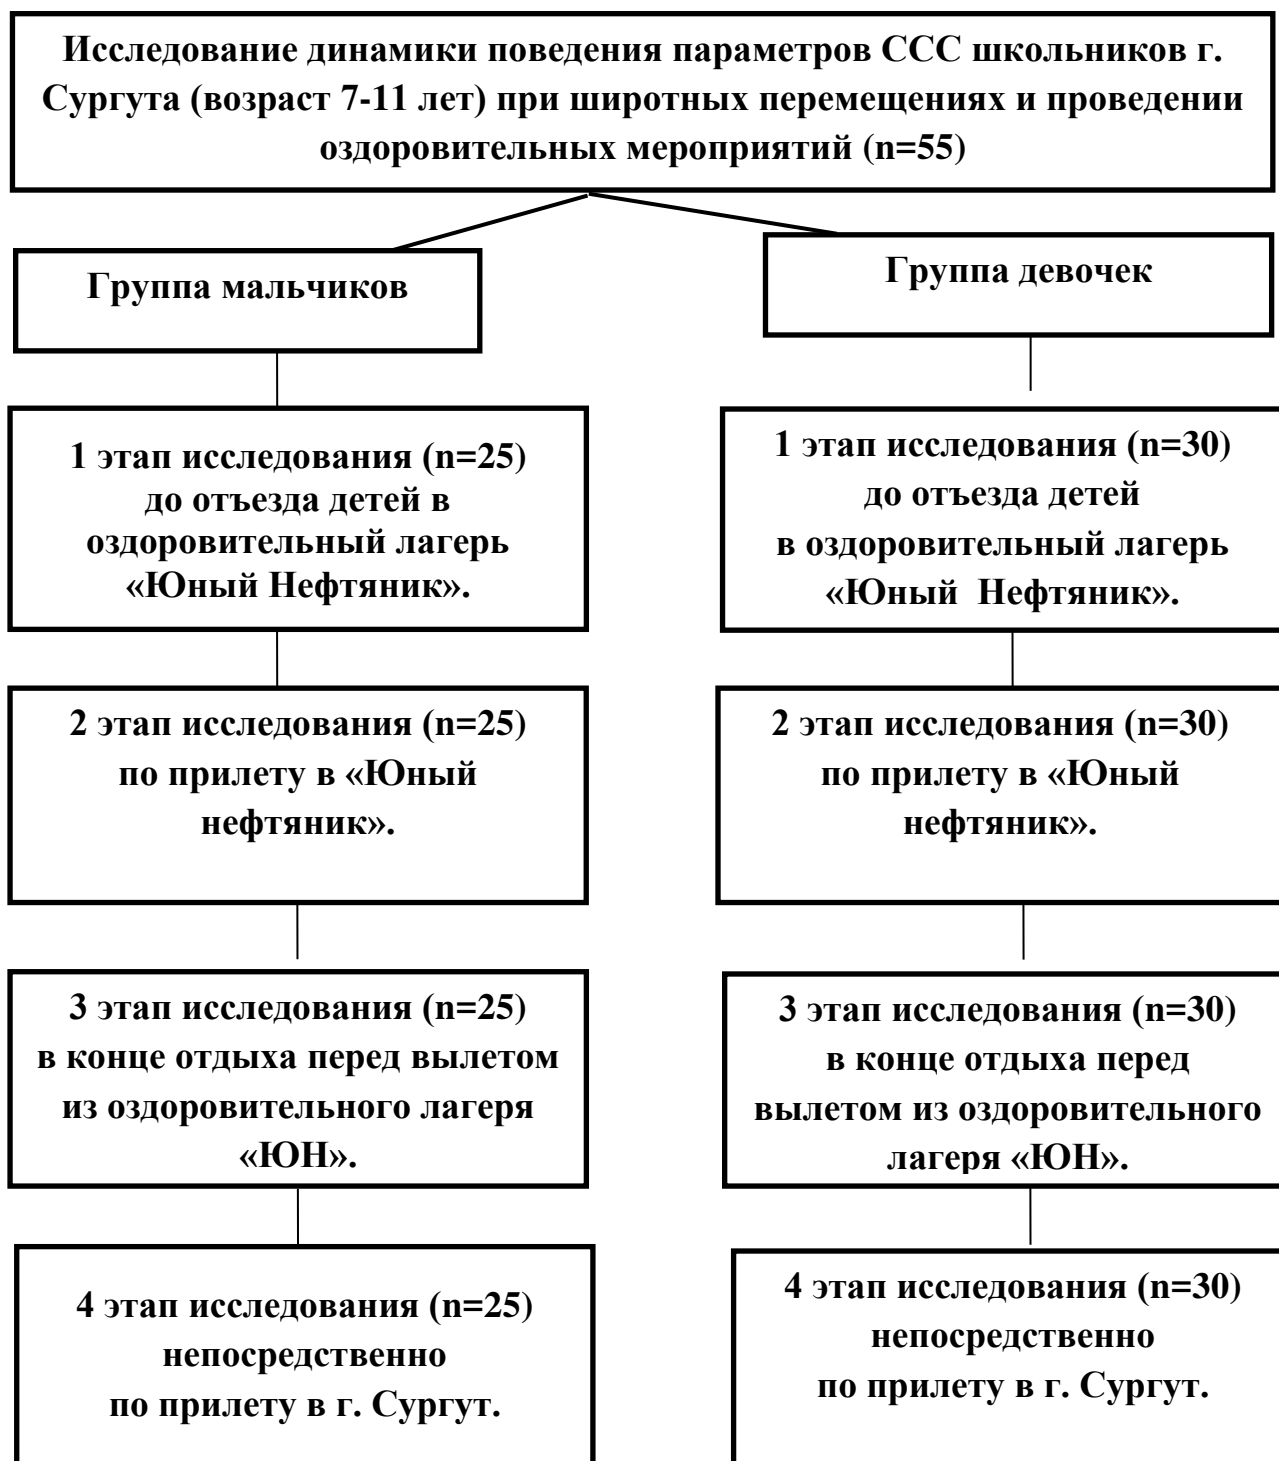 Исследование динамики поведения параметров ССС школьников г.
Сургута (возраст 7-11 лет) при широтных перемещениях и проведении
оздоровительных мероприятий (n=55)
Группа мальчиков
Группа девочек
1 этап исследования (n=25)
до отъезда детей в
оздоровительный лагерь
«Юный Нефтяник».
1 этап исследования (n=30)
до отъезда детей
в оздоровительный лагерь
«Юный  Нефтяник».
2 этап исследования (n=25)
по прилету в «Юный
нефтяник».
2 этап исследования (n=30)
по прилету в «Юный
нефтяник».
3 этап исследования (n=25)
в конце отдыха перед вылетом
из оздоровительного лагеря
«ЮН».
3 этап исследования (n=30)
в конце отдыха перед
вылетом из оздоровительного
лагеря «ЮН».
4 этап исследования (n=25)
непосредственно
по прилету в г. Сургут.
4 этап исследования (n=30)
непосредственно
по прилету в г. Сургут.